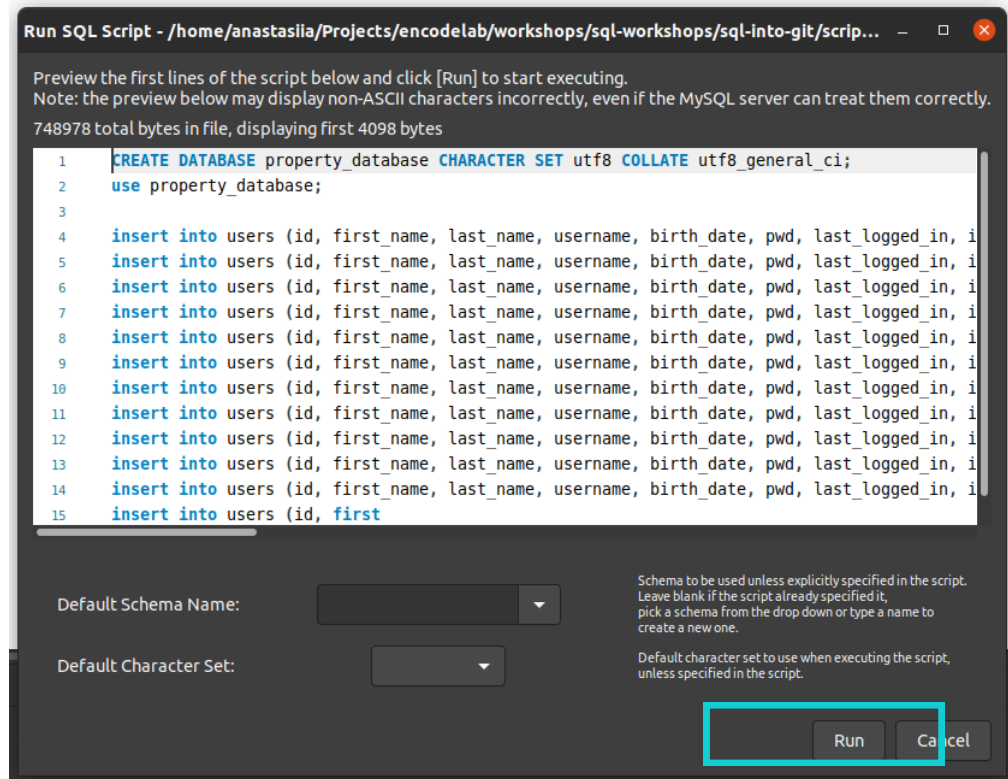 Run SQL Script - /home/anastasiia/Projects/encodelab/workshops/sql-workshops/sql-into-git/scrip...
Preview the first lines of the script below and click [Run] to start executing.
Note: the preview below may display non-ASCII characters incorrectly, even if the MySQL server can treat them correctly.
748978 total bytes in file, displaying first 4098 bytes
1 CREATE DATABASE property_database CHARACTER SET utf8 COLLATE utf8_general_ci;
2 use property_database;
3
4 insert into users (id, first_name, last_name, username, birth_date, pwd, last_logged_in, i
5 insert into users (id, first_name, last_name, username, birth_date, pwd, last_logged_in, i
6 insert into users (id, first_name, last_name, username, birth_date, pwd, last_logged_in, i
7 insert into users (id, first_name, last_name, username, birth_date, pwd, last_logged_in, i
8 insert into users (id, first_name, last_name, username, birth_date, pwd, last_logged_in, i
9 insert into users (id, first_name, last_name, username, birth_date, pwd, last_logged_in, i
10 insert into users (id, first_name, last_name, username, birth_date, pwd, last_logged_in, i
11 insert into users (id, first_name, last_name, username, birth_date, pwd, last_logged_in, i
12 insert into users (id, first_name, last_name, username, birth_date, pwd, last_logged_in, i
13 insert into users (id, first_name, last_name, username, birth_date, pwd, last_logged_in, i
14 insert into users (id, first_name, last_name, username, birth_date, pwd, last_logged_in, i
15 insert into users (id, first
Default Schema Name:
Schema to be used unless explicitly specified in the script.
Leave blank if the script already specified it,
pick a schema from the drop down or type a name to
create a new one.
Default Character Set:
Default character set to use when executing the script,
unless specified in the script.
Run Cancel